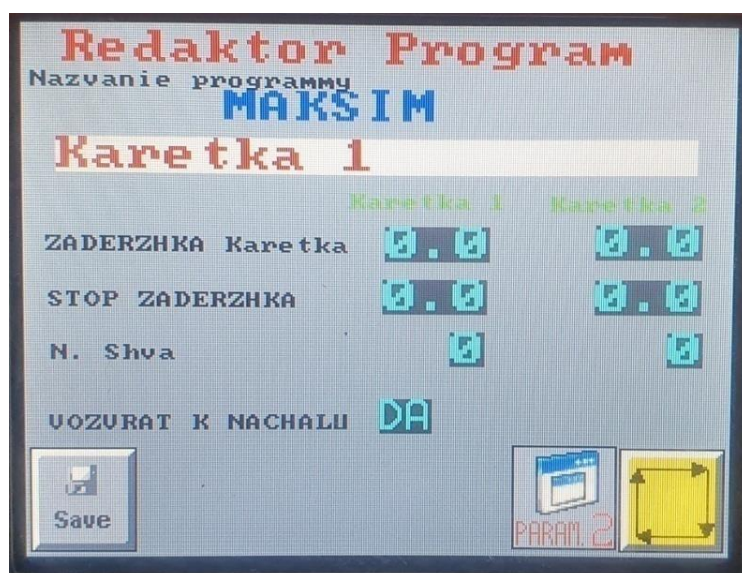 Redaktor Program
Nazvanie programmy
MAKSIM
Karetka 1
Karetka 1 Karetka 2
ZADERZHKA Karetka 0.0 0.0
STOP ZADERZHKA 0.0 0.0
N. Shva 0 0
VOZVRAT K NACHALU DA
Save
PARAM. 2